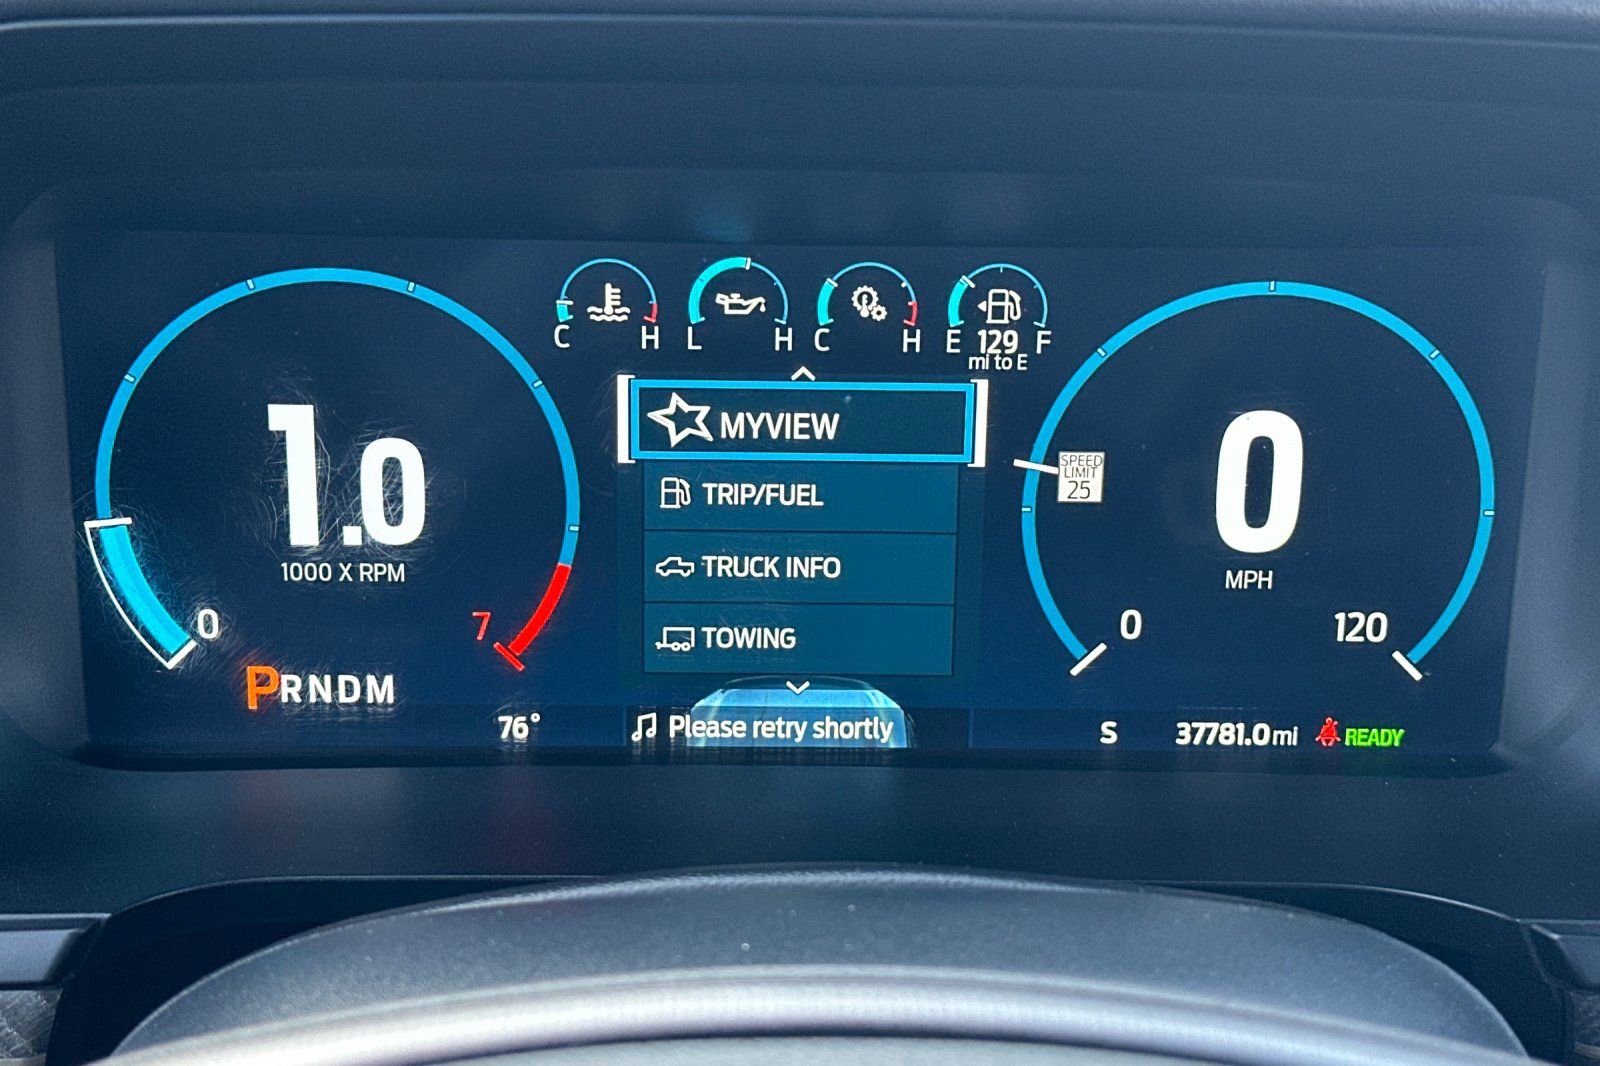 C H
L H
C H
E F
129
mi to E
MYVIEW
TRIP/FUEL
TRUCK INFO
TOWING
1.0
1000 X RPM
0
7
PRNDM
76°
Please retry shortly
SPEED
LIMIT
25
0
MPH
0
120
S
37781.0mi
READY